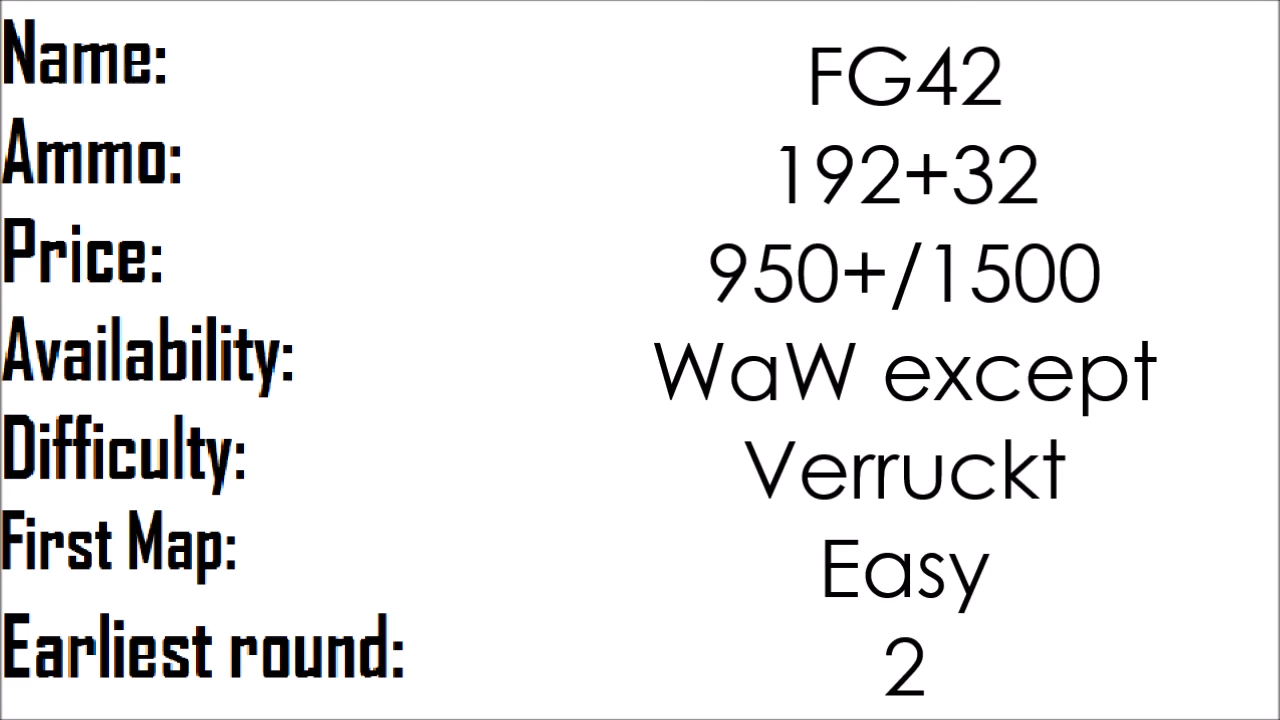 Name: FG42
Ammo: 192+32
Price: 950+/1500
Availability: WaW except
Difficulty: Verruckt
First Map: Easy
Earliest round: 2